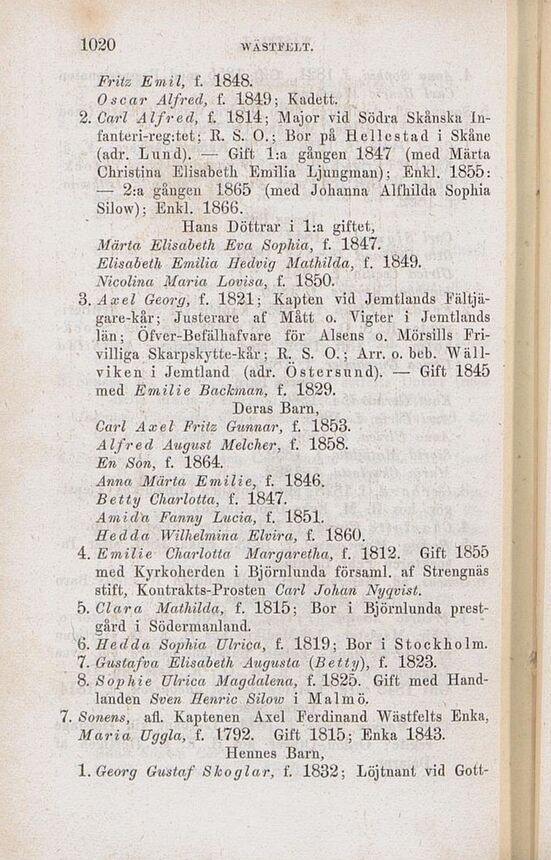 1020 WÄSTFELT.
Fritz Emil, f. 1848.
Oscar Alfred, f. 1849; Kadett.
2. Carl Alfred, f. 1814; Major vid Södra Skånska In-
fanteri-reg:tet; R. S. O.; Bor på Hellestad i Skåne
(adr. Lund). — Gift 1:a gången 1847 (med Märta
Christina Elisabeth Emilia Ljungman); Enkl. 1855:
— 2:a gången 1865 (med Johanna Alfhilda Sophia
Silow); Enkl. 1866.
Hans Döttrar i 1:a giftet,
Märta Elisabeth Eva Sophia, f. 1847.
Elisabeth Emilia Hedvig Mathilda, f. 1849.
Nicolina Maria Lovisa, f. 1850.
3. Axel Georg, f. 1821; Kapten vid Jemtlands Fältjä-
gare-kår; Justerare af Mått o. Vigter i Jemtlands
län; Öfver-Befälhafvare för Alsens o. Mörsills Fri-
villiga Skarpskytte-kår; R. S. O.; Arr. o. beb. Wäll-
viken i Jemtland (adr. Östersund). — Gift 1845
med Emilie Backman, f. 1829.
Deras Barn,
Carl Axel Fritz Gunnar, f. 1853.
Alfred August Melcher, f. 1858.
En Son, f. 1864.
Anna Märta Emilie, f. 1846.
Betty Charlotta, f. 1847.
Amida Fanny Lucia, f. 1851.
Hedda Wilhelmina Elvira, f. 1860.
4. Emilie Charlotta Margaretha, f. 1812. Gift 1855
med Kyrkoherden i Björnlunda församl. af Strengnäs
stift, Kontrakts-Prosten Carl Johan Nyqvist.
5. Clara Mathilda, f. 1815; Bor i Björnlunda prest-
gård i Södermanland.
6. Hedda Sophia Ulrica, f. 1819; Bor i Stockholm.
7. Gustafva Elisabeth Augusta (Betty), f. 1823.
8. Sophie Ulrica Magdalena, f. 1825. Gift med Hand-
landen Sven Henric Silow i Malmö.
7. Sonens, afl. Kaptenen Axel Ferdinand Wästfelts Enka,
Maria Uggla, f. 1792. Gift 1815; Enka 1843.
Hennes Barn,
1. Georg Gustaf Skoglar, f. 1832; Löjtnant vid Gott-